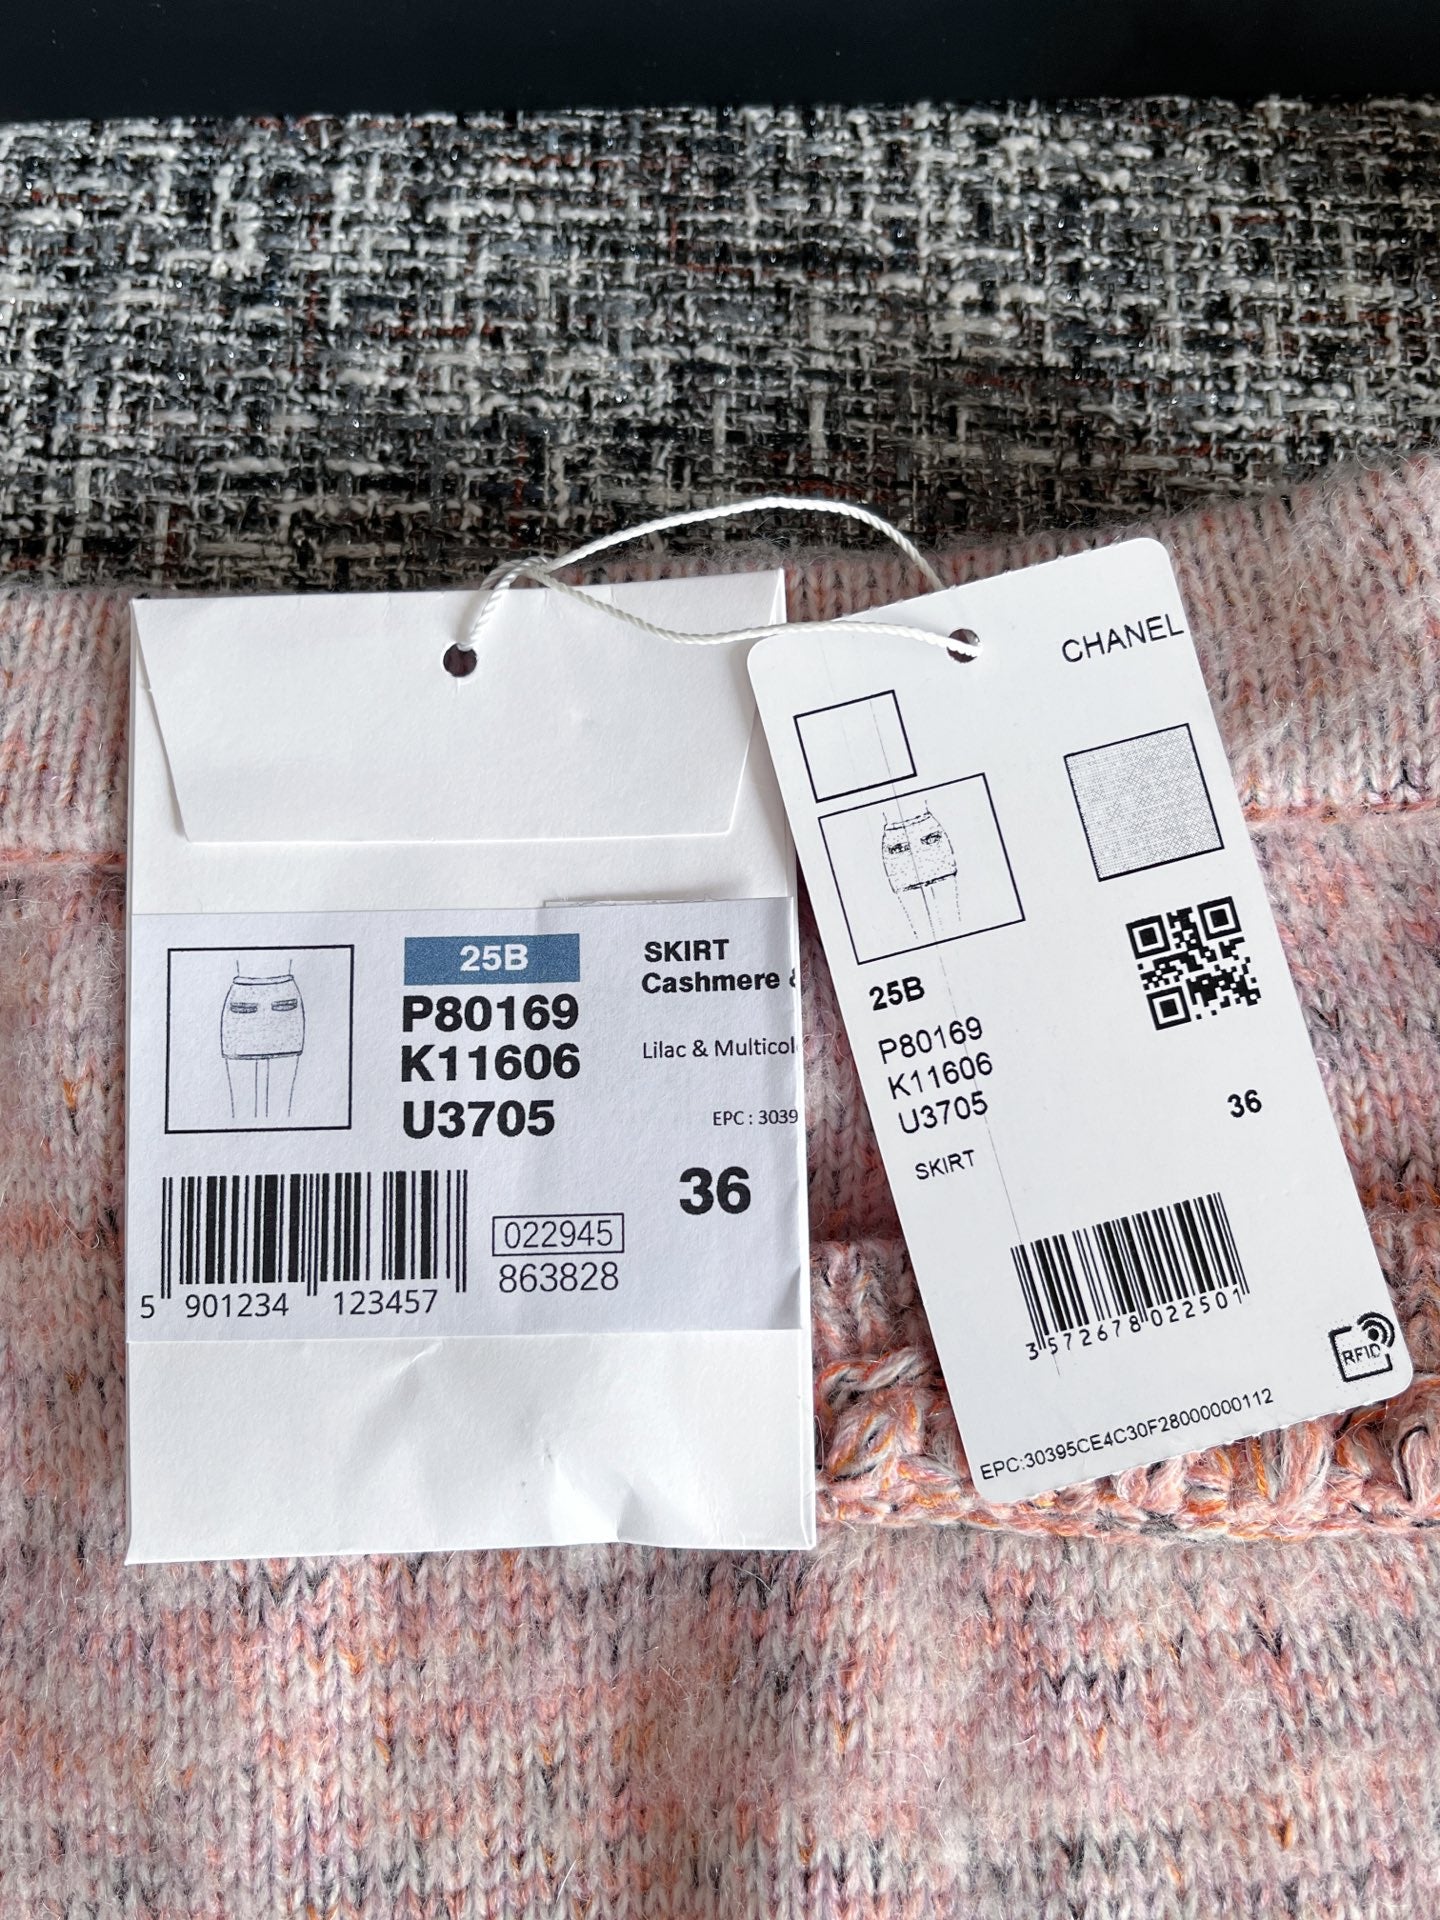 25B
P80169
K11606
U3705
SKIRT
Cashmere &
Lilac & Multicol
EPC : 30395
36
5 901234 123457
022945
863828
CHANEL
25B
P80169
K11606
U3705
36
SKIRT
3 572678 022501
RFID
EPC:30395CE4C30F28000000112